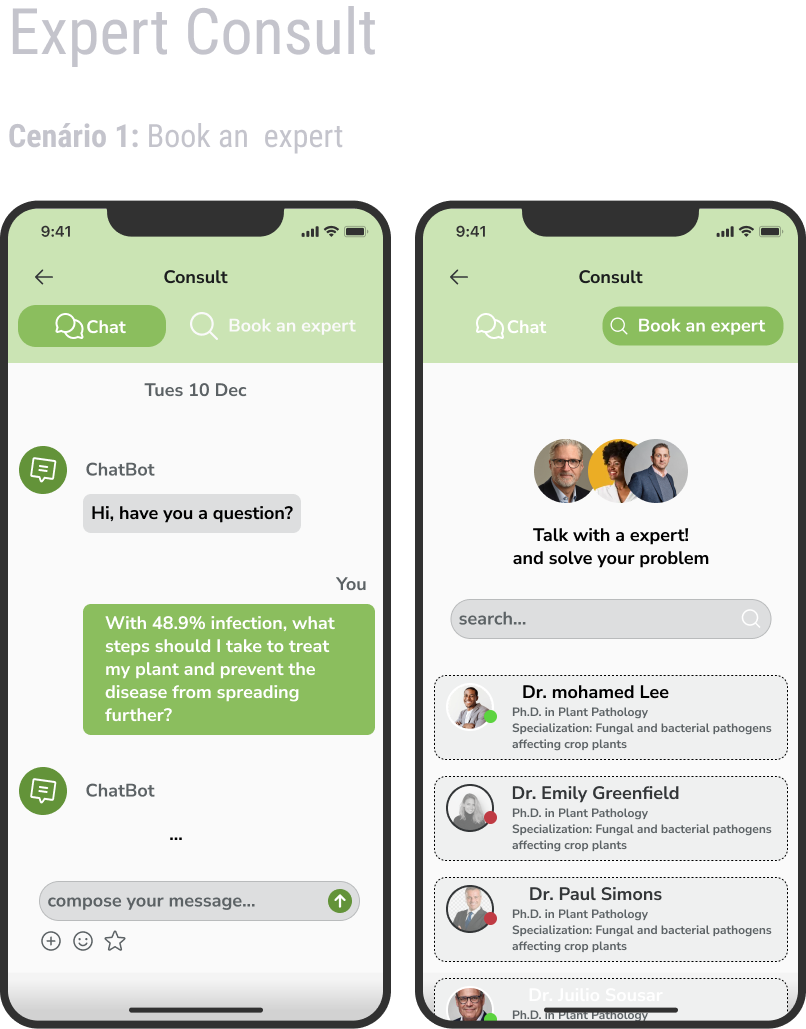 Expert Consult
Cenário 1: Book an expert
9:41
Consult
Chat
Book an expert
Tues 10 Dec
ChatBot
Hi, have you a question?
You
With 48.9% infection, what
steps should I take to treat
my plant and prevent the
disease from spreading
further?
ChatBot
...
compose your message...
9:41
Consult
Chat
Book an expert
Talk with a expert!
and solve your problem
search...
Dr. mohamed Lee
Ph.D. in Plant Pathology
Specialization: Fungal and bacterial pathogens
affecting crop plants
Dr. Emily Greenfield
Ph.D. in Plant Pathology
Specialization: Fungal and bacterial pathogens
affecting crop plants
Dr. Paul Simons
Ph.D. in Plant Pathology
Specialization: Fungal and bacterial pathogens
affecting crop plants
Dr. Juilio Sousar
Ph.D. in Plant Pathology